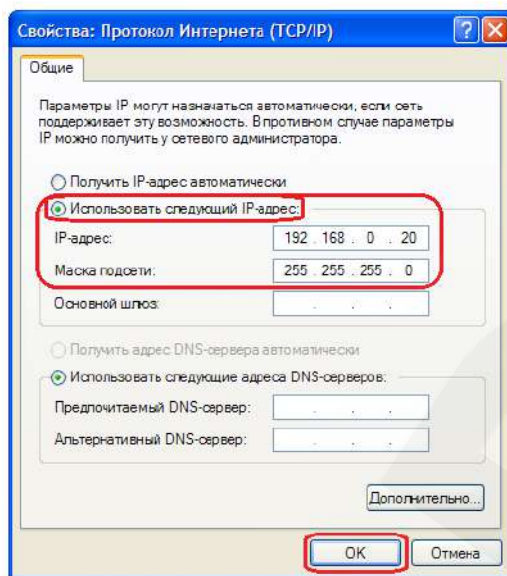 Свойства: Протокол Интернета (TCP/IP)
Общие
Параметры IP могут назначаться автоматически, если сеть
поддерживает эту возможность. В противном случае параметры
IP можно получить у сетевого администратора.
Получить IP-адрес автоматически
Использовать следующий IP-адрес:
IP-адрес: 192 . 168 . 0 . 20
Маска подсети: 255 . 255 . 255 . 0
Основной шлюз: . . .
Получить адрес DNS-сервера автоматически
Использовать следующие адреса DNS-серверов:
Предпочитаемый DNS-сервер: . . .
Альтернативный DNS-сервер: . . .
Дополнительно...
OK Отмена